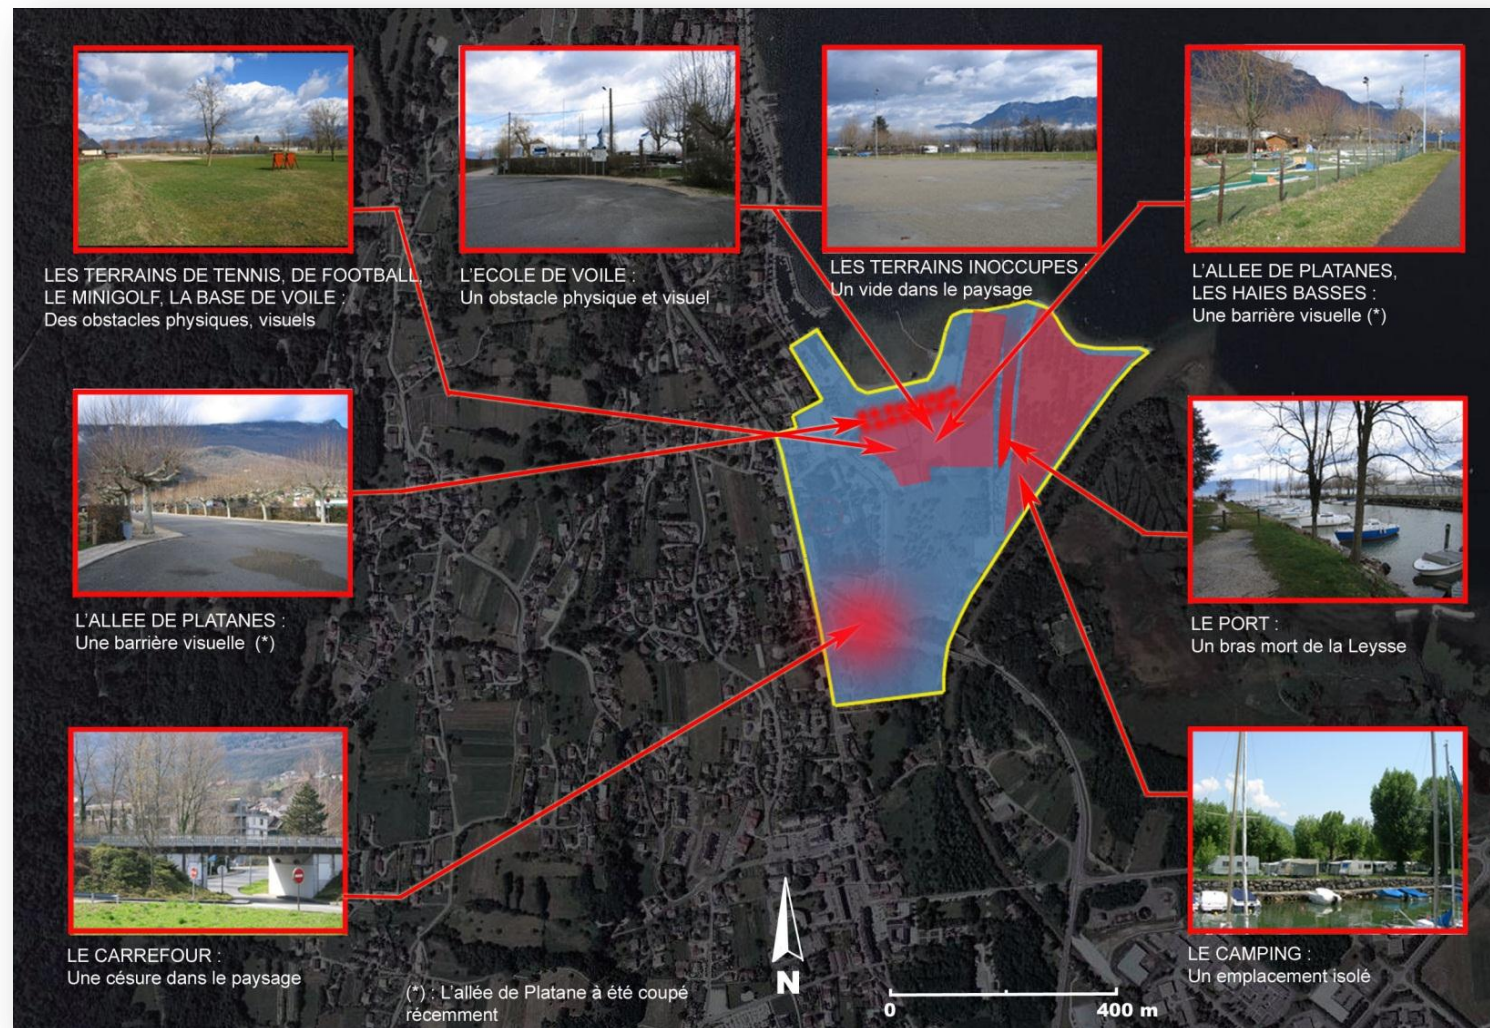 LES TERRAINS DE TENNIS, DE FOOTBALL,
LE MINIGOLF, LA BASE DE VOILE :
Des obstacles physiques, visuels
L'ECOLE DE VOILE :
Un obstacle physique et visuel
LES TERRAINS INOCCUPES :
Un vide dans le paysage
L'ALLEE DE PLATANES,
LES HAIES BASSES :
Une barrière visuelle (*)
L'ALLEE DE PLATANES :
Une barrière visuelle (*)
LE PORT :
Un bras mort de la Leysse
LE CARREFOUR :
Une césure dans le paysage
LE CAMPING :
Un emplacement isolé
(*) : L'allée de Platane à été coupé
récemment
N
0
400 m